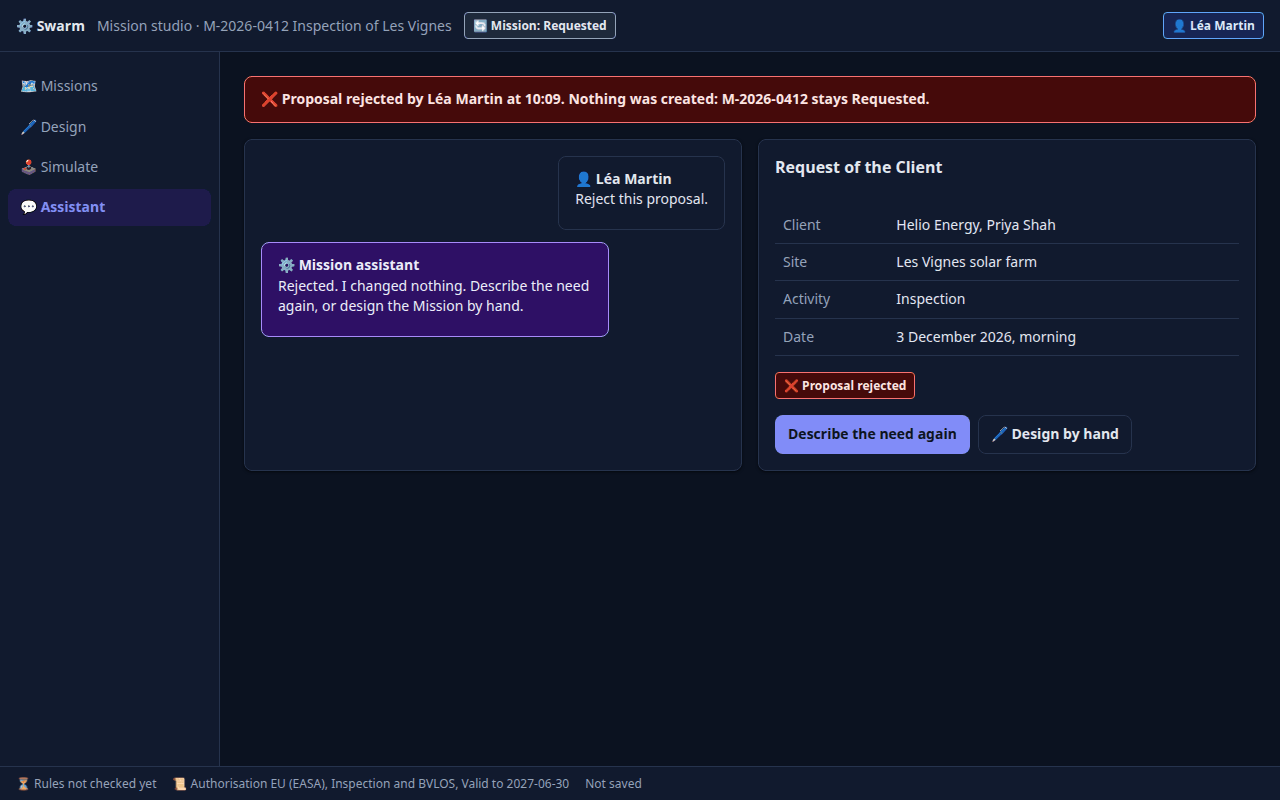 Swarm Mission studio · M-2026-0412 Inspection of Les Vignes Mission: Requested Léa Martin
Missions
Design
Simulate
Assistant
Proposal rejected by Léa Martin at 10:09. Nothing was created: M-2026-0412 stays Requested.
Léa Martin
Reject this proposal.
Mission assistant
Rejected. I changed nothing. Describe the need
again, or design the Mission by hand.
Request of the Client
Client Helio Energy, Priya Shah
Site Les Vignes solar farm
Activity Inspection
Date 3 December 2026, morning
Proposal rejected
Describe the need again Design by hand
Rules not checked yet Authorisation EU (EASA), Inspection and BVLOS, Valid to 2027-06-30 Not saved